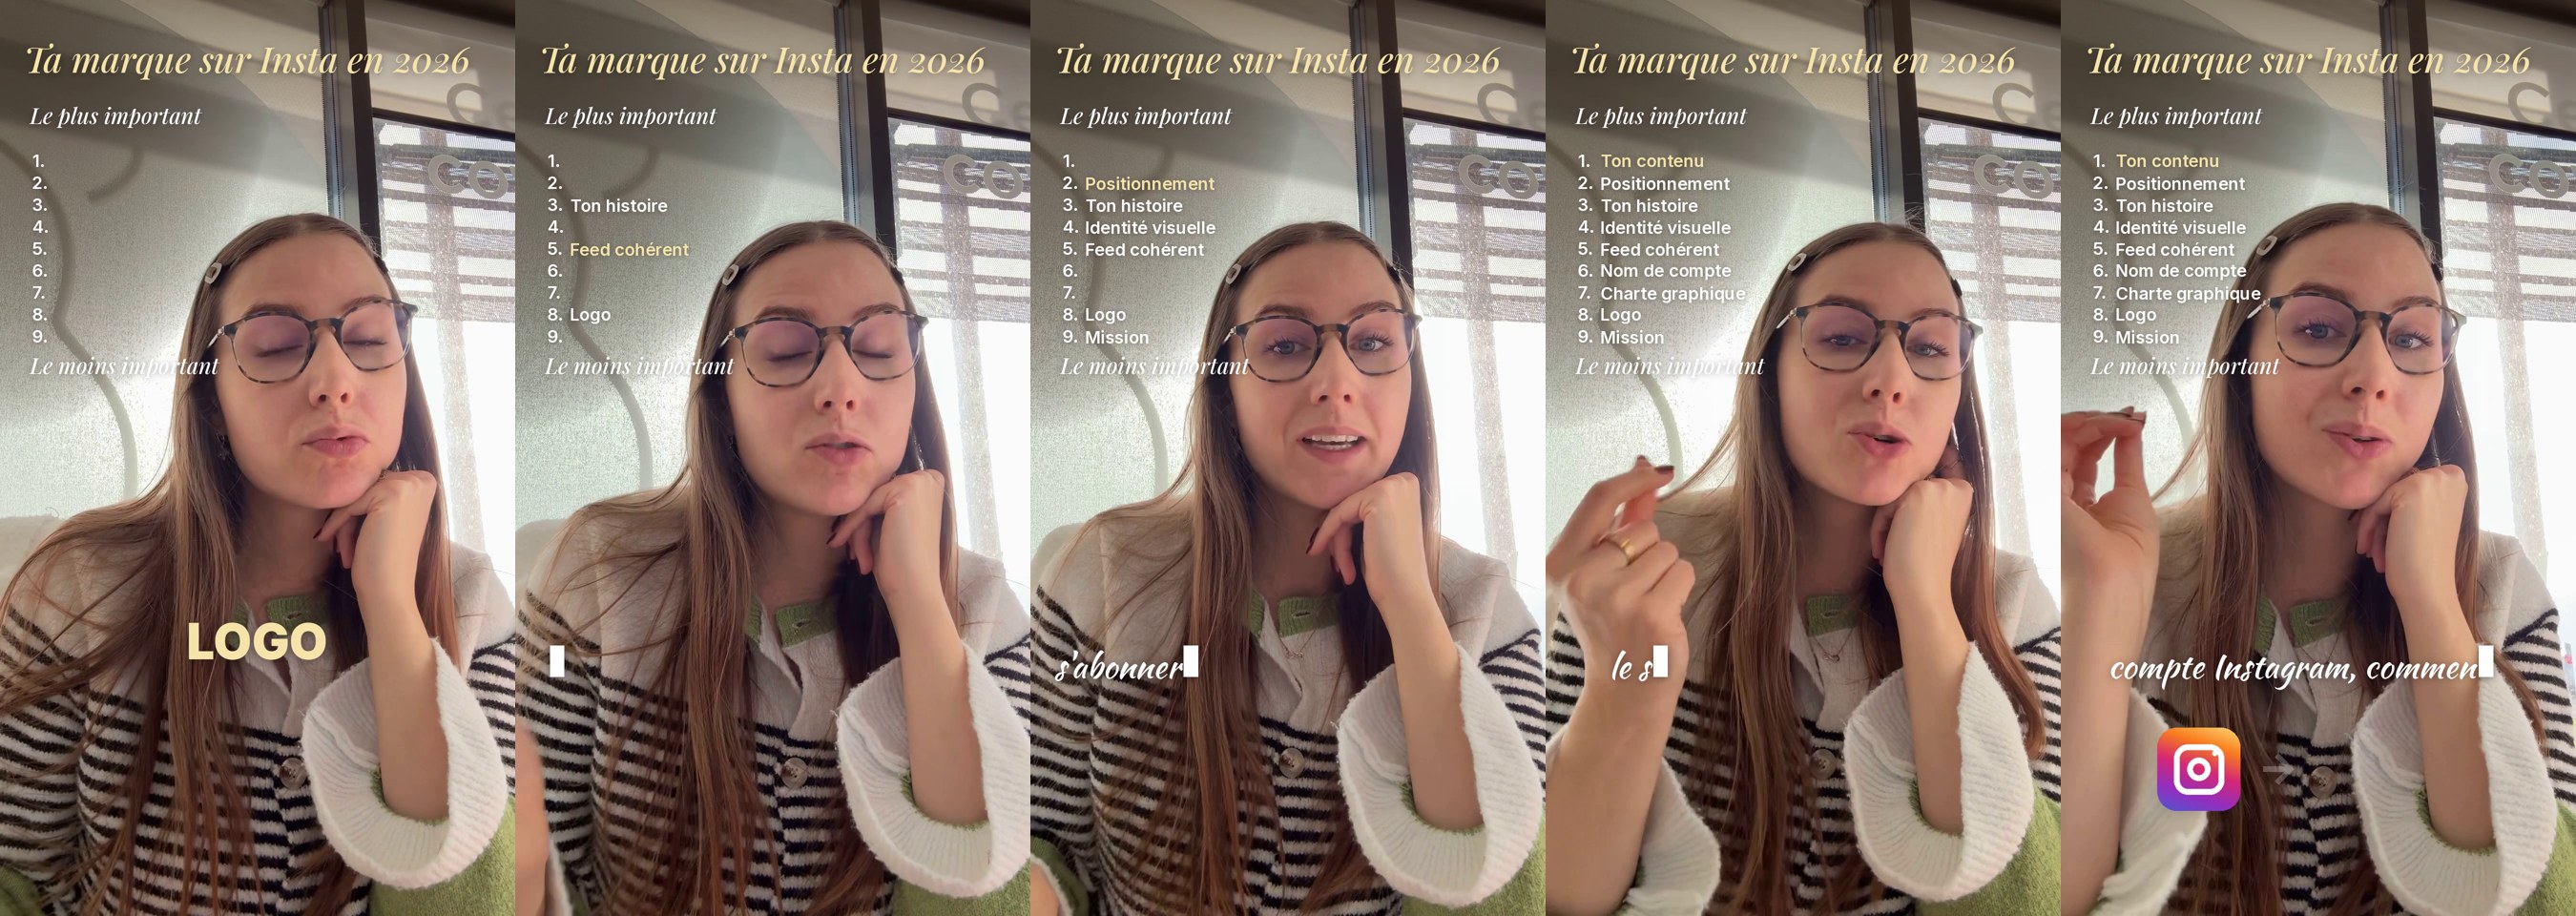 Ta marque sur Insta en 2026
Le plus important
1.
2.
3.
4.
5.
6.
7.
8.
9.
Le moins important
LOGO
Ta marque sur Insta en 2026
Le plus important
1.
2.
3. Ton histoire
4.
5. Feed cohérent
6.
7.
8. Logo
9.
Le moins important
Ta marque sur Insta en 2026
Le plus important
1.
2. Positionnement
3. Ton histoire
4. Identité visuelle
5. Feed cohérent
6.
7.
8. Logo
9. Mission
Le moins important
s'abonner
Ta marque sur Insta en 2026
Le plus important
1. Ton contenu
2. Positionnement
3. Ton histoire
4. Identité visuelle
5. Feed cohérent
6. Nom de compte
7. Charte graphique
8. Logo
9. Mission
Le moins important
le s
Ta marque sur Insta en 2026
Le plus important
1. Ton contenu
2. Positionnement
3. Ton histoire
4. Identité visuelle
5. Feed cohérent
6. Nom de compte
7. Charte graphique
8. Logo
9. Mission
Le moins important
compte Instagram, commen